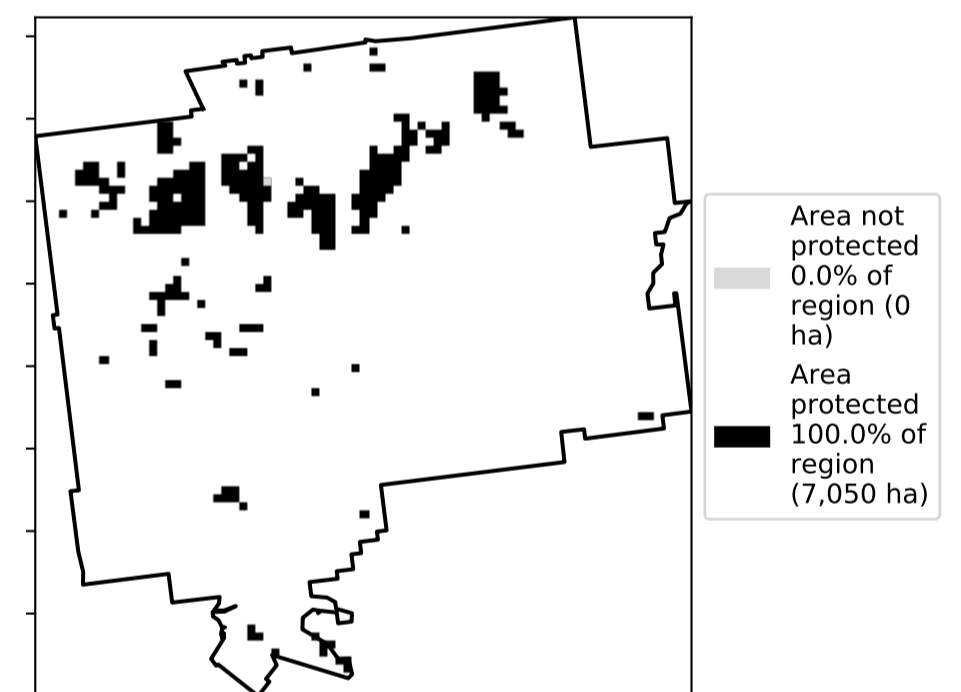 Area not
protected
0.0% of
region (0
ha)
Area
protected
100.0% of
region
(7,050 ha)